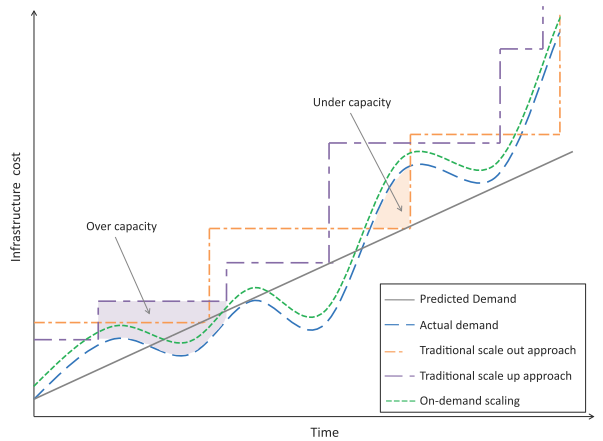 Under capacity
Over capacity
Infrastructure cost
Predicted Demand
Actual demand
Traditional scale out approach
Traditional scale up approach
On-demand scaling
Time